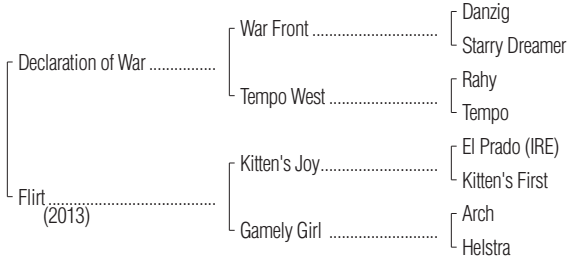 Danzig
War Front ........................................
Starry Dreamer
Declaration of War ................
Rahy
Tempo West ..................................
Tempo
El Prado (IRE)
Kitten's Joy....................................
Kitten's First
Flirt ....................................................
(2013)
Arch
Gamely Girl ..................................
Helstra